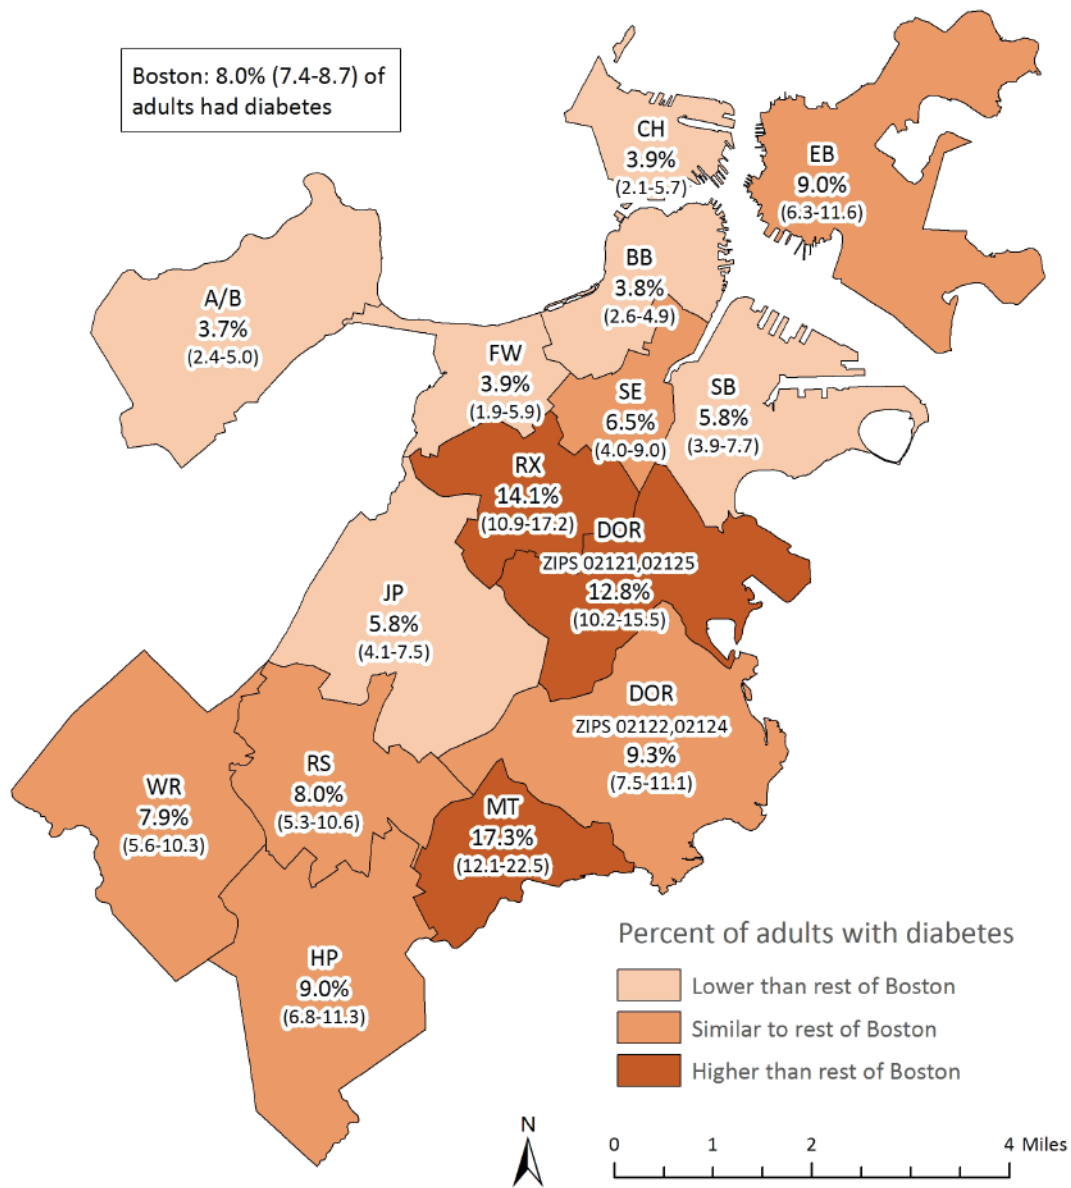 Boston: 8.0% (7.4-8.7) of
adults had diabetes
CH
3.9%
(2.1-5.7)
EB
9.0%
(6.3-11.6)
BB
3.8%
(2.6-4.9)
A/B
3.7%
(2.4-5.0)
FW
3.9%
(1.9-5.9)
SE
6.5%
(4.0-9.0)
SB
5.8%
(3.9-7.7)
RX
14.1%
(10.9-17.2)
DOR
ZIPS 02121,02125
12.8%
(10.2-15.5)
JP
5.8%
(4.1-7.5)
DOR
ZIPS 02122,02124
9.3%
(7.5-11.1)
RS
8.0%
(5.3-10.6)
WR
7.9%
(5.6-10.3)
MT
17.3%
(12.1-22.5)
HP
9.0%
(6.8-11.3)
Percent of adults with diabetes
Lower than rest of Boston
Similar to rest of Boston
Higher than rest of Boston
N
0 1 2 4 Miles